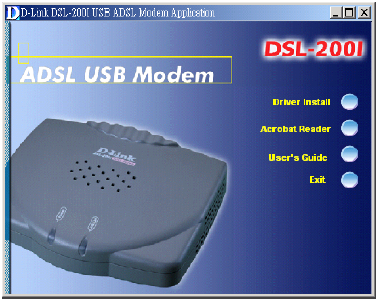 D-Link DSL-200I USB ADSL Modem Application
DSL-200I
ADSL USB Modem
Driver Install
Acrobat Reader
User's Guide
Exit
D-Link